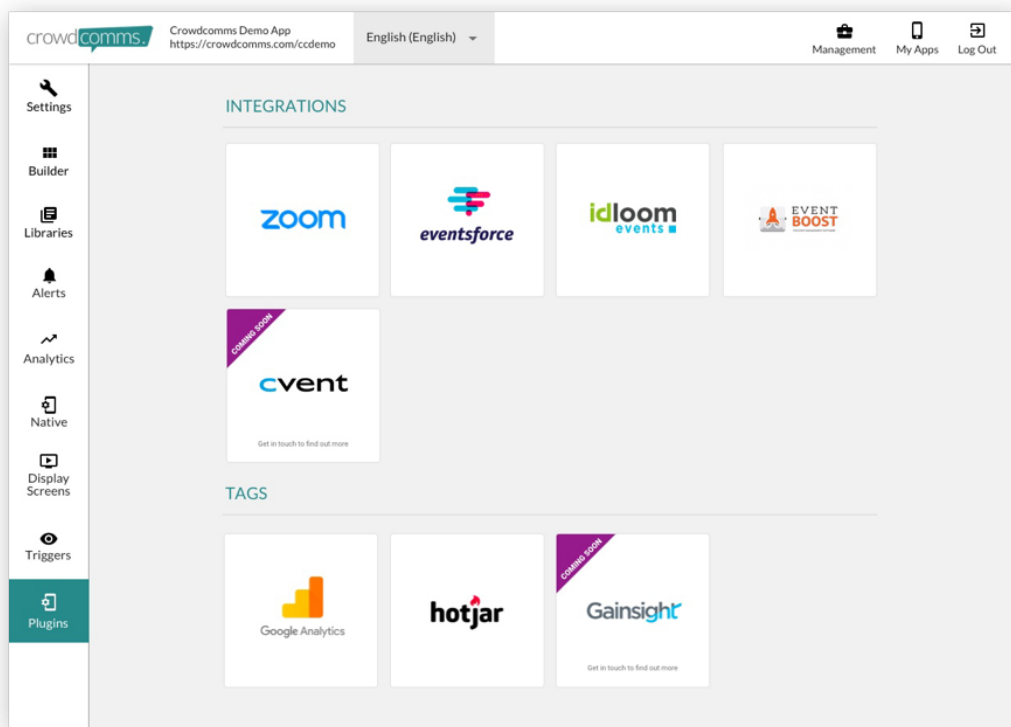 crowdcomms.
Crowdcomms Demo App
https://crowdcomms.com/ccdemo
English (English)
Management
My Apps
Log Out
Settings
Builder
Libraries
Alerts
Analytics
Native
Display
Screens
Triggers
Plugins
INTEGRATIONS
zoom
eventsforce
idloom
events
EVENT
BOOST
COMING SOON
cvent
Get in touch to find out more
TAGS
Google Analytics
hotjar
COMING SOON
Gainsight
Get in touch to find out more